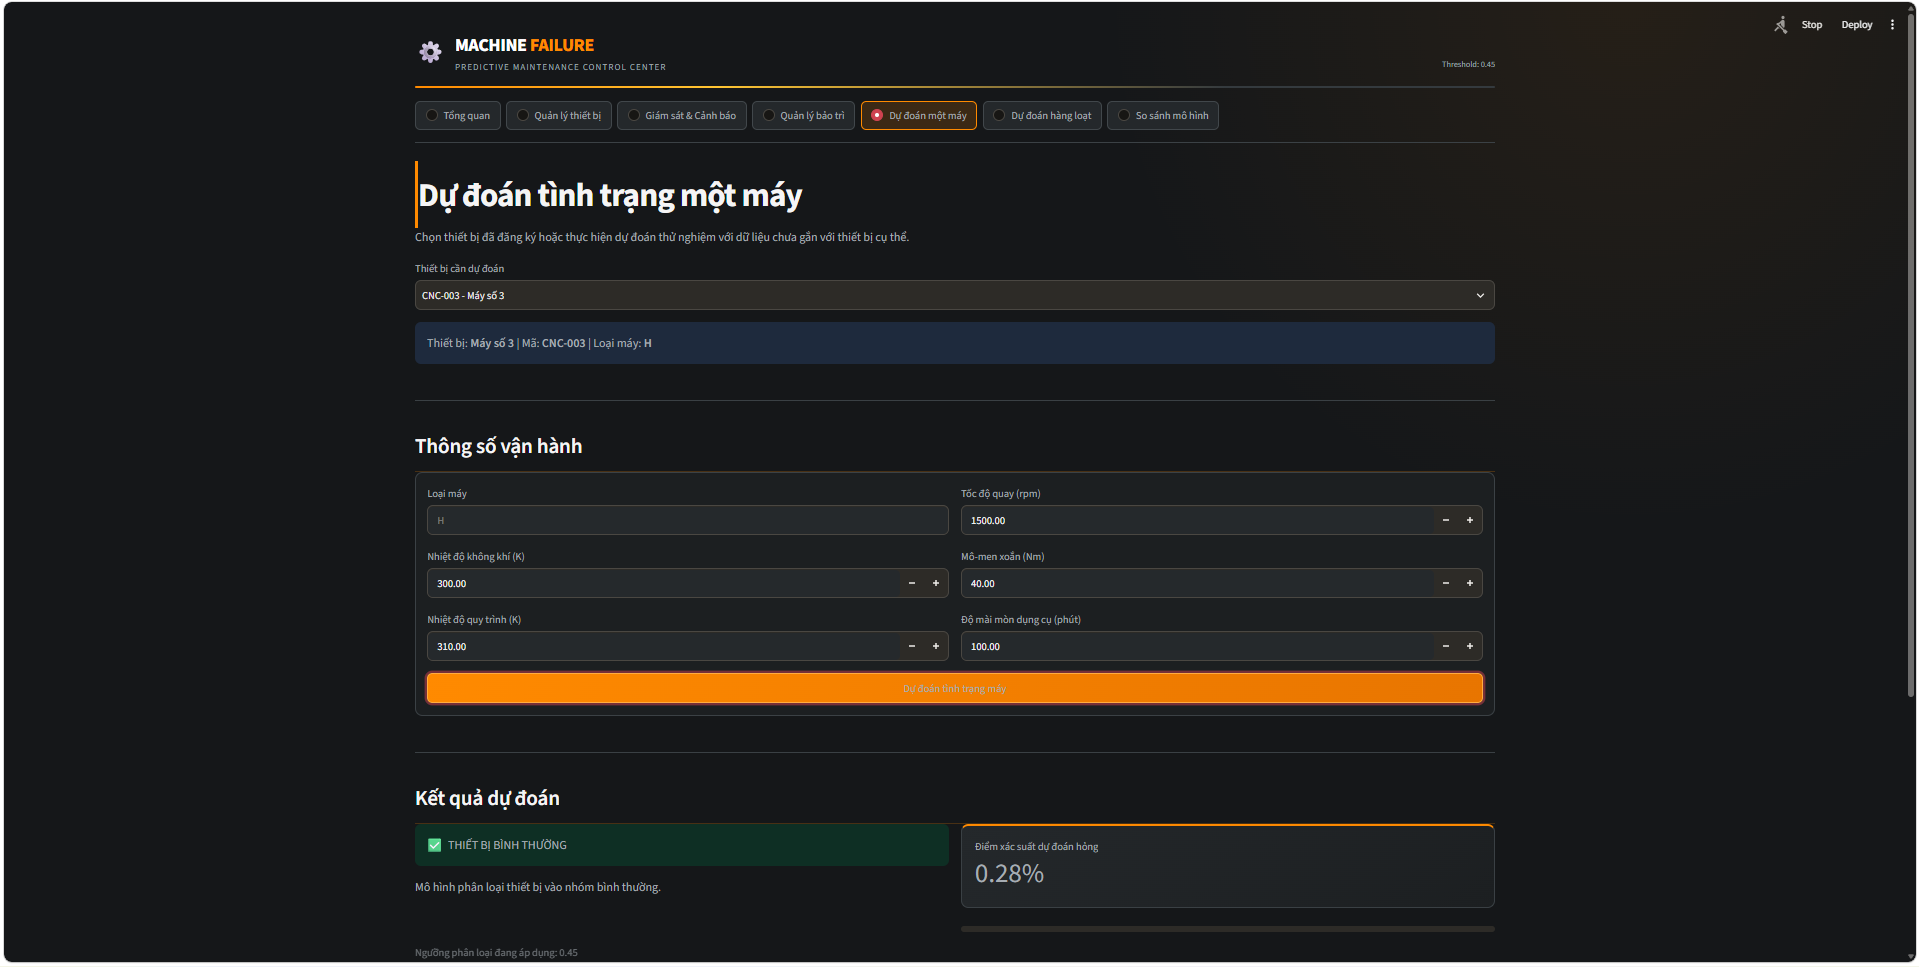 Stop
Deploy
MACHINE FAILURE
PREDICTIVE MAINTENANCE CONTROL CENTER
Threshold: 0.45
Tổng quan
Quản lý thiết bị
Giám sát & Cảnh báo
Quản lý bảo trì
Dự đoán một máy
Dự đoán hàng loạt
So sánh mô hình
Dự đoán tình trạng một máy
Chọn thiết bị đã đăng ký hoặc thực hiện dự đoán thử nghiệm với dữ liệu chưa gắn với thiết bị cụ thể.
Thiết bị cần dự đoán
CNC-003 - Máy số 3
Thiết bị: Máy số 3 | Mã: CNC-003 | Loại máy: H
Thông số vận hành
Loại máy
H
Tốc độ quay (rpm)
1500.00
Nhiệt độ không khí (K)
300.00
Mô-men xoắn (Nm)
40.00
Nhiệt độ quy trình (K)
310.00
Độ mài mòn dụng cụ (phút)
100.00
Dự đoán tình trạng máy
Kết quả dự đoán
THIẾT BỊ BÌNH THƯỜNG
Mô hình phân loại thiết bị vào nhóm bình thường.
Điểm xác suất dự đoán hỏng
0.28%
Ngưỡng phân loại đang áp dụng: 0.45